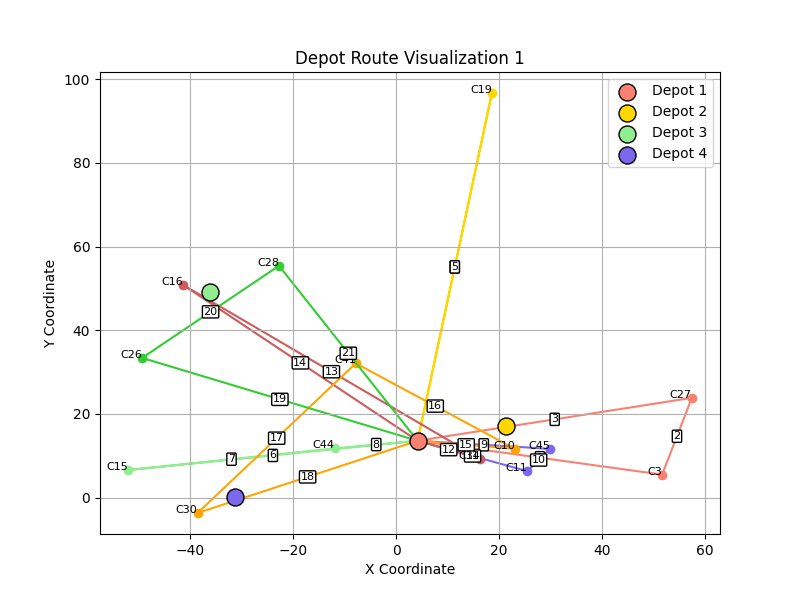 Depot Route Visualization 1
Depot 1
Depot 2
Depot 3
Depot 4
Y Coordinate
100
80
60
40
20
0
C19
5
C28
C16
20
21
14
13
C26
C27
19
16
3
17
2
C44
8
15
9
C10
C45
12
10
7
6
C15
C11
C3
18
C30
−40
−20
0
20
40
60
X Coordinate